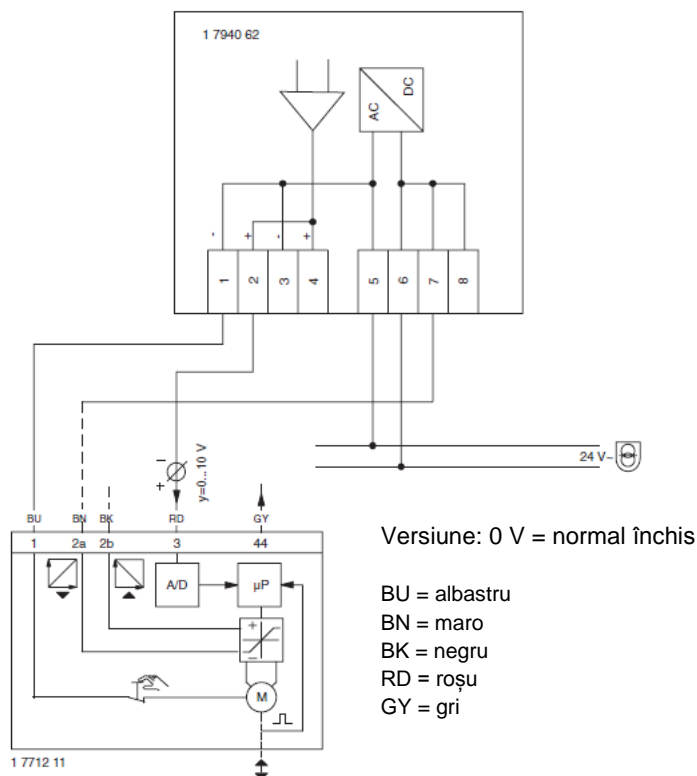 1 7940 62
AC
DC
- + - +
1 2 3 4 5 6 7 8
24 V~
y=0...10 V
- +
BU BN BK RD GY
1 2a 2b 3 44
A/D µP
+
-
M
1 7712 11
Versiune: 0 V = normal închis
BU = albastru
BN = maro
BK = negru
RD = roșu
GY = gri